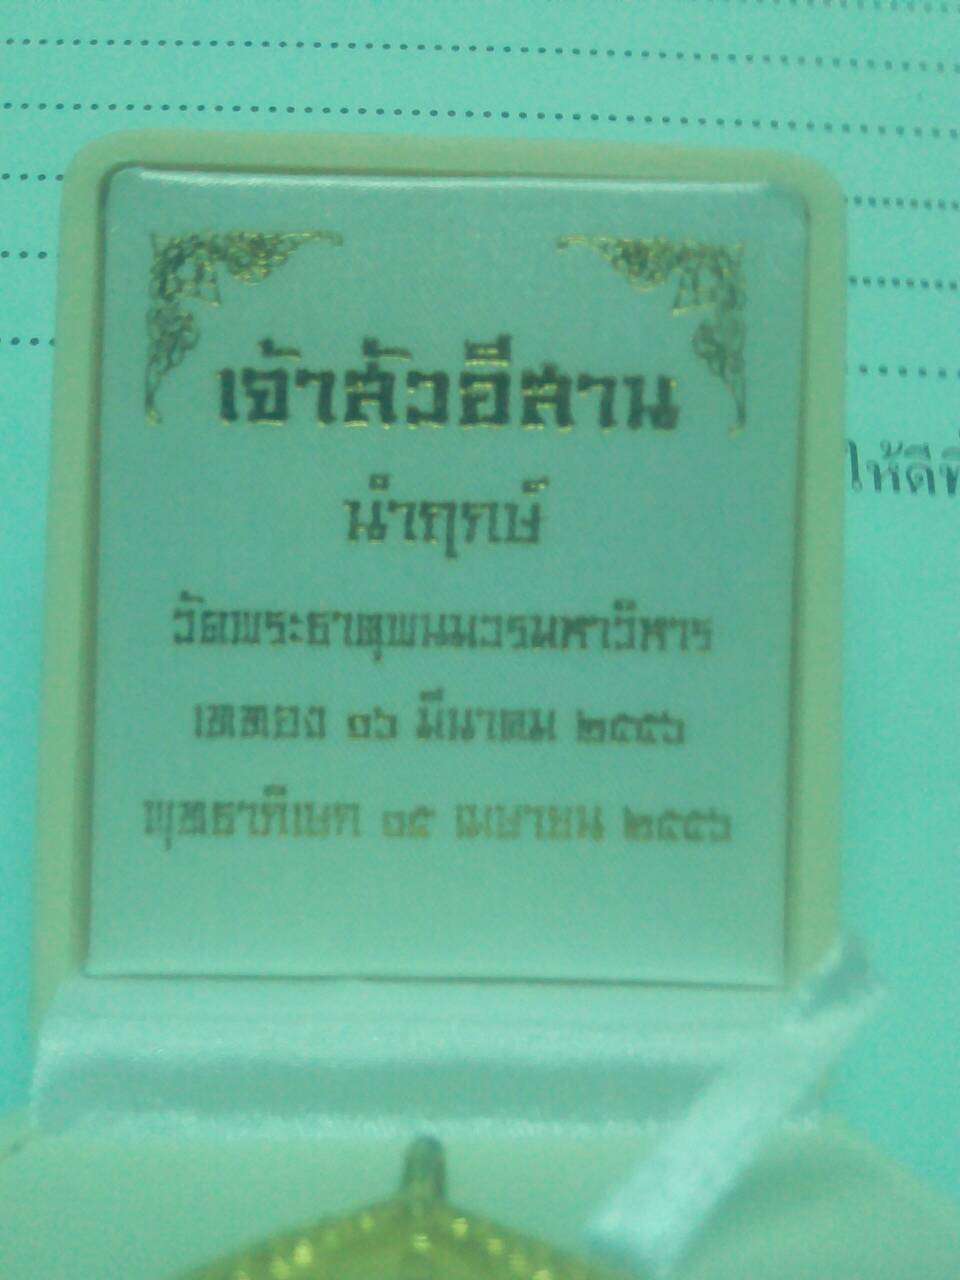 เจ้าสัวอีสาน
นำฤกษ์
วัดพระธาตุพนมวรมหาวิหาร
เททอง ๑๖ มีนาคม ๒๕๕๖
พุทธาภิเษก ๑๕ เมษายน ๒๕๕๖
ให้ดี